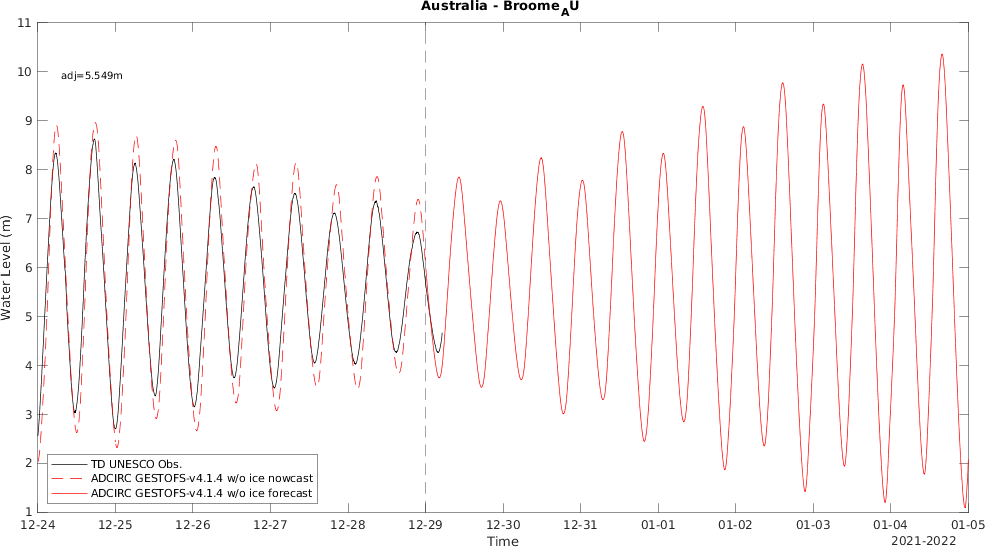 Australia - Broome_AU
11
10
9
8
7
6
5
4
3
2
1
Water Level (m)
adj=5.549m
TD UNESCO Obs.
ADCIRC GESTOFS-v4.1.4 w/o ice nowcast
ADCIRC GESTOFS-v4.1.4 w/o ice forecast
12-24 12-25 12-26 12-27 12-28 12-29 12-30 12-31 01-01 01-02 01-03 01-04 01-05
Time
2021-2022